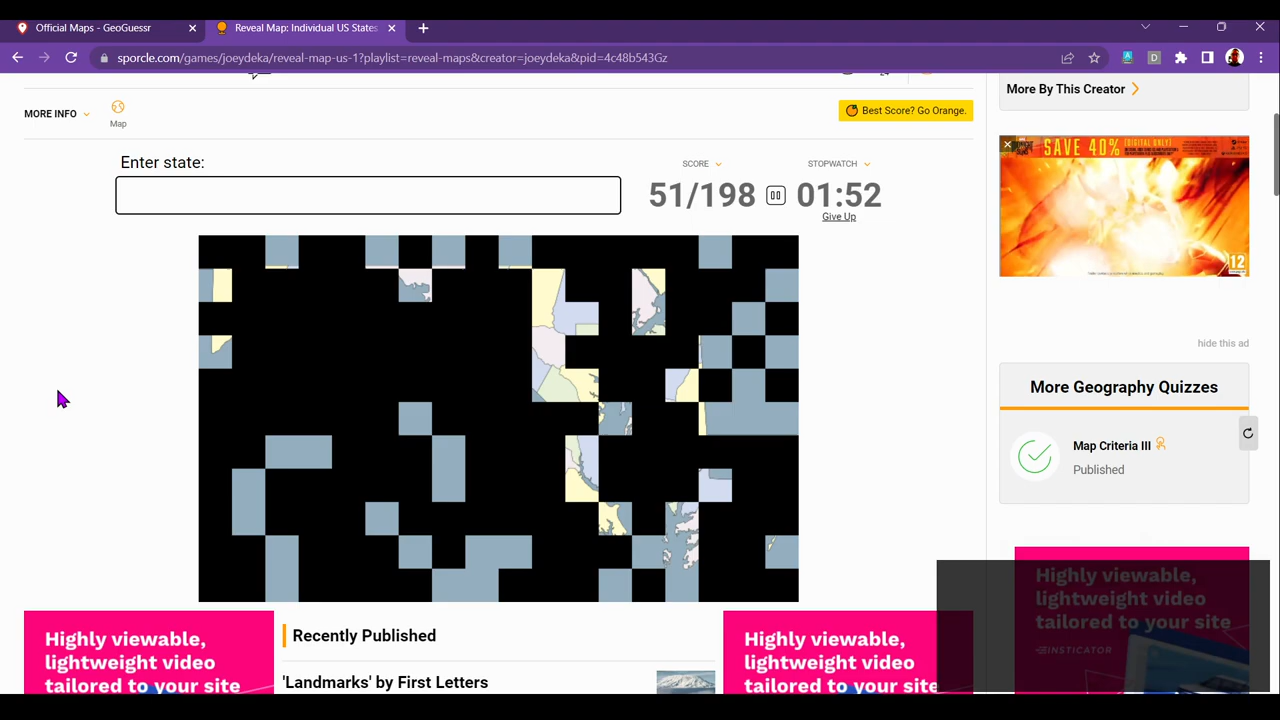 Official Maps - GeoGuessr
Reveal Map: Individual US States
sporcle.com/games/joeydeka/reveal-map-us-1?playlist=reveal-maps&creator=joeydeka&pid=4c48b543Gz
MORE INFO
Map
Best Score? Go Orange.
More By This Creator
Enter state:
SCORE
STOPWATCH
51/198
01:52
Give Up
SAVE 40%
12
hide this ad
More Geography Quizzes
Map Criteria III
Published
Highly viewable,
lightweight video
tailored to your site
Recently Published
'Landmarks' by First Letters
Highly viewable,
lightweight video
tailored to your site
Highly viewable,
lightweight video
tailored to your site
INSTICATOR